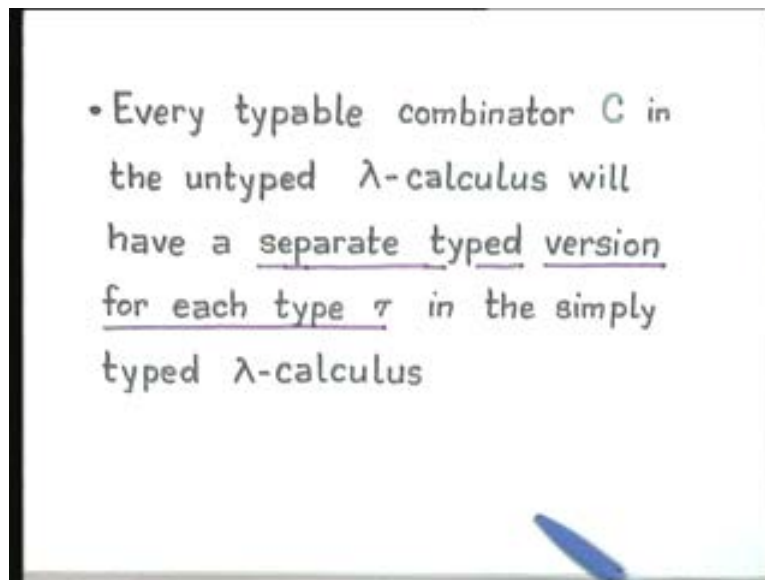 • Every typable combinator C in
the untyped λ-calculus will
have a separate typed version
for each type τ in the simply
typed λ-calculus